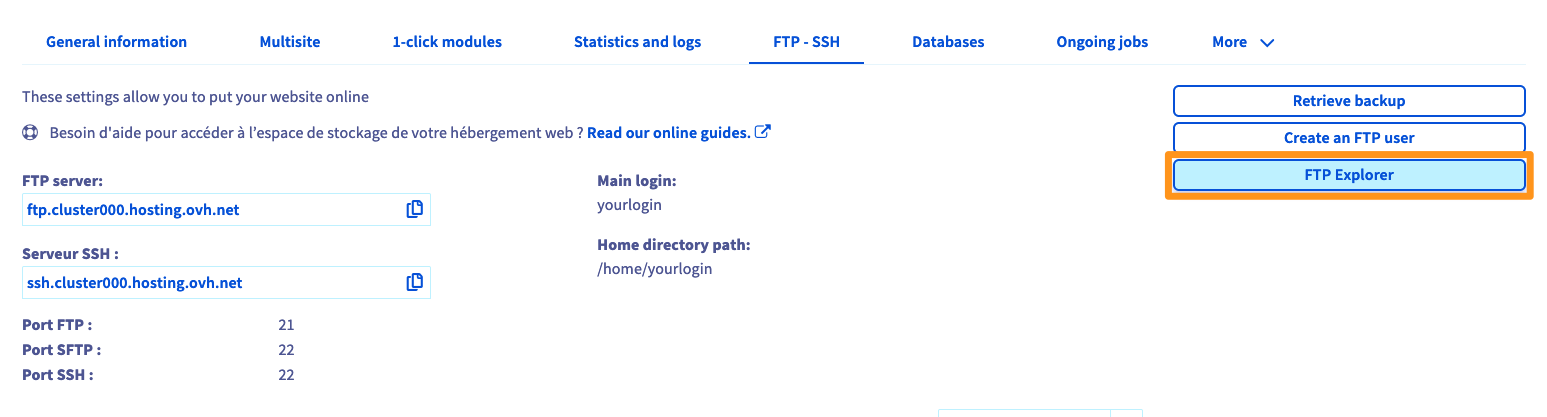 General information Multisite 1-click modules Statistics and logs FTP - SSH Databases Ongoing jobs More
These settings allow you to put your website online
Besoin d'aide pour accéder à l’espace de stockage de votre hébergement web ? Read our online guides.
Retrieve backup
Create an FTP user
FTP Explorer
FTP server:
ftp.cluster000.hosting.ovh.net
Serveur SSH :
ssh.cluster000.hosting.ovh.net
Port FTP : 21
Port SFTP : 22
Port SSH : 22
Main login:
yourlogin
Home directory path:
/home/yourlogin